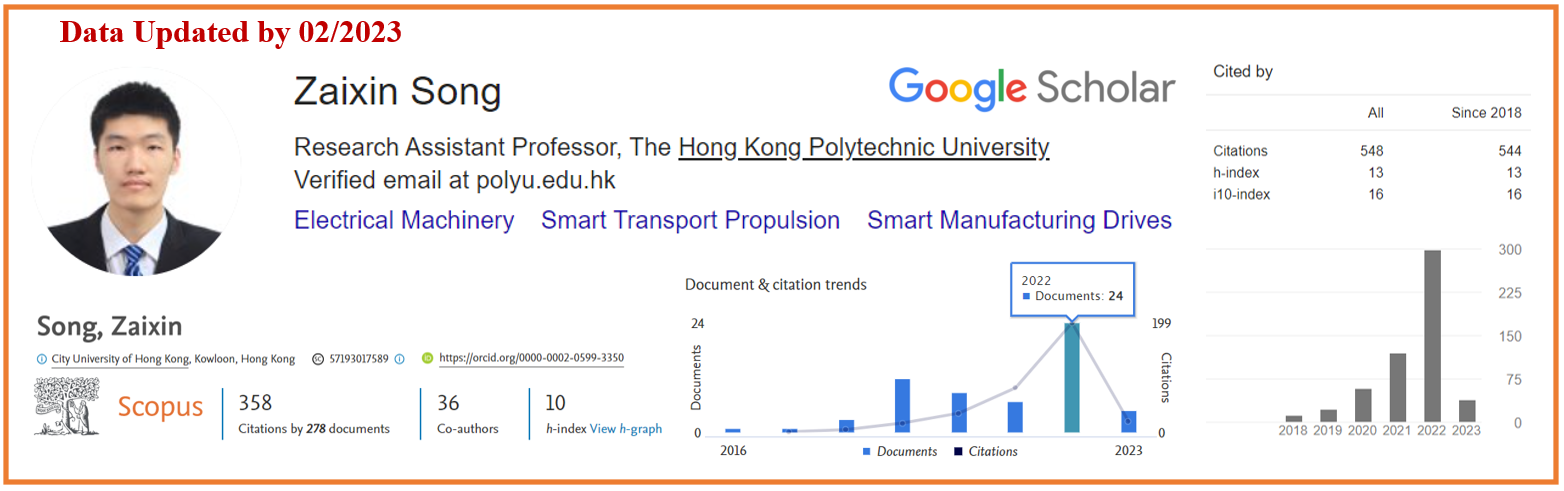 Data Updated by 02/2023
Zaixin Song
Google Scholar
Research Assistant Professor, The Hong Kong Polytechnic University
Verified email at polyu.edu.hk
Electrical Machinery Smart Transport Propulsion Smart Manufacturing Drives
Cited by
All Since 2018
Citations 548 544
h-index 13 13
i10-index 16 16
300
225
150
75
0
2018 2019 2020 2021 2022 2023
Song, Zaixin
City University of Hong Kong, Kowloon, Hong Kong SC 57193017589 https://orcid.org/0000-0002-0599-3350
Scopus
358 36 10
Citations by 278 documents Co-authors h-index View h-graph
Document & citation trends
2022
Documents: 24
24 199
Documents Citations
0 0
2016 2023
Documents Citations